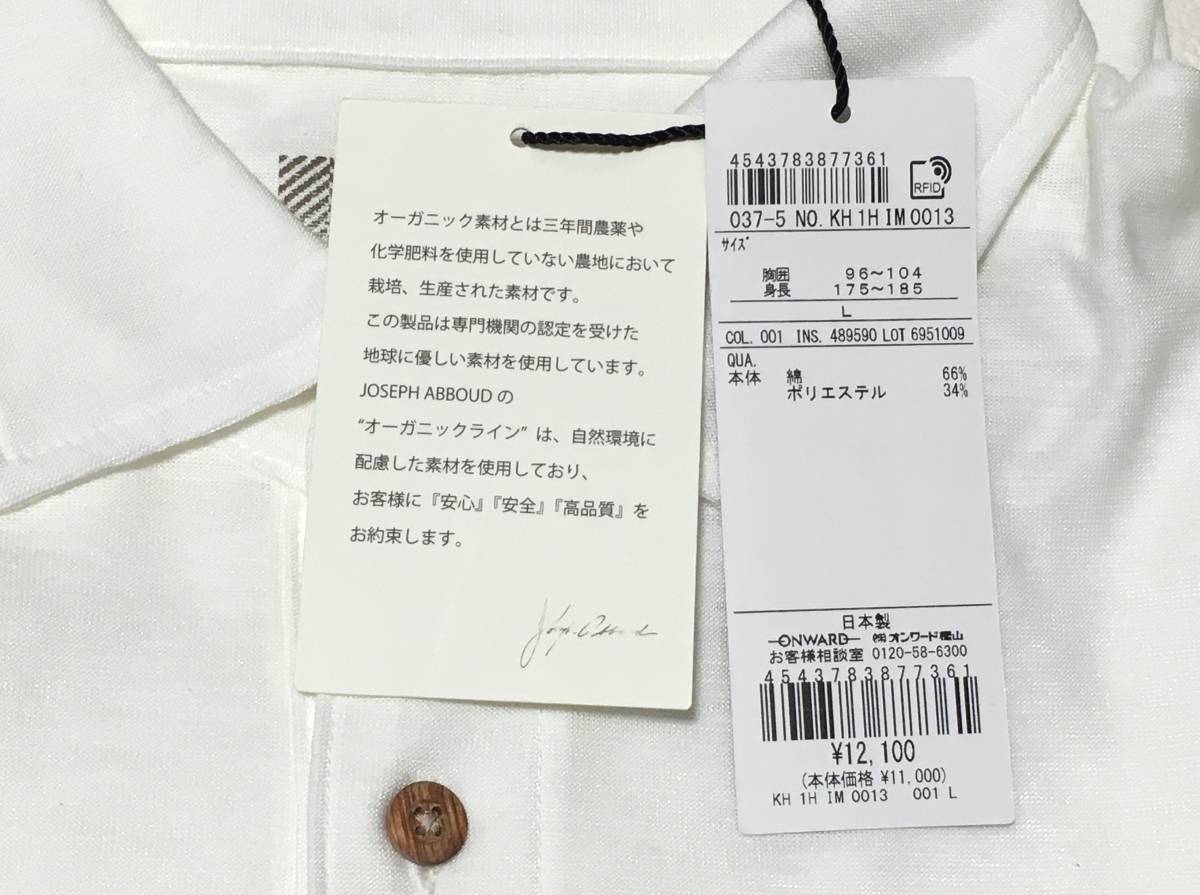 オーガニック素材とは三年間農薬や
化学肥料を使用していない農地において
栽培、生産された素材です。
この製品は専門機関の認定を受けた
地球に優しい素材を使用しています。
JOSEPH ABBOUD の
“オーガニックライン”は、自然環境に
配慮した素材を使用しており、
お客様に『安心』『安全』『高品質』を
お約束します。
Joseph Abboud
4543783877361
RFID
037-5 NO. KH 1H IM 0013
サイズ
胸囲 96～104
身長 175～185
L
COL. 001 INS. 489590 LOT 6951009
QUA.
本体 綿 66%
ポリエステル 34%
日本製
ONWARD ㈱オンワード樫山
お客様相談室 0120-58-6300
4543783877361
¥12,100
(本体価格 ¥11,000)
KH 1H IM 0013 001 L